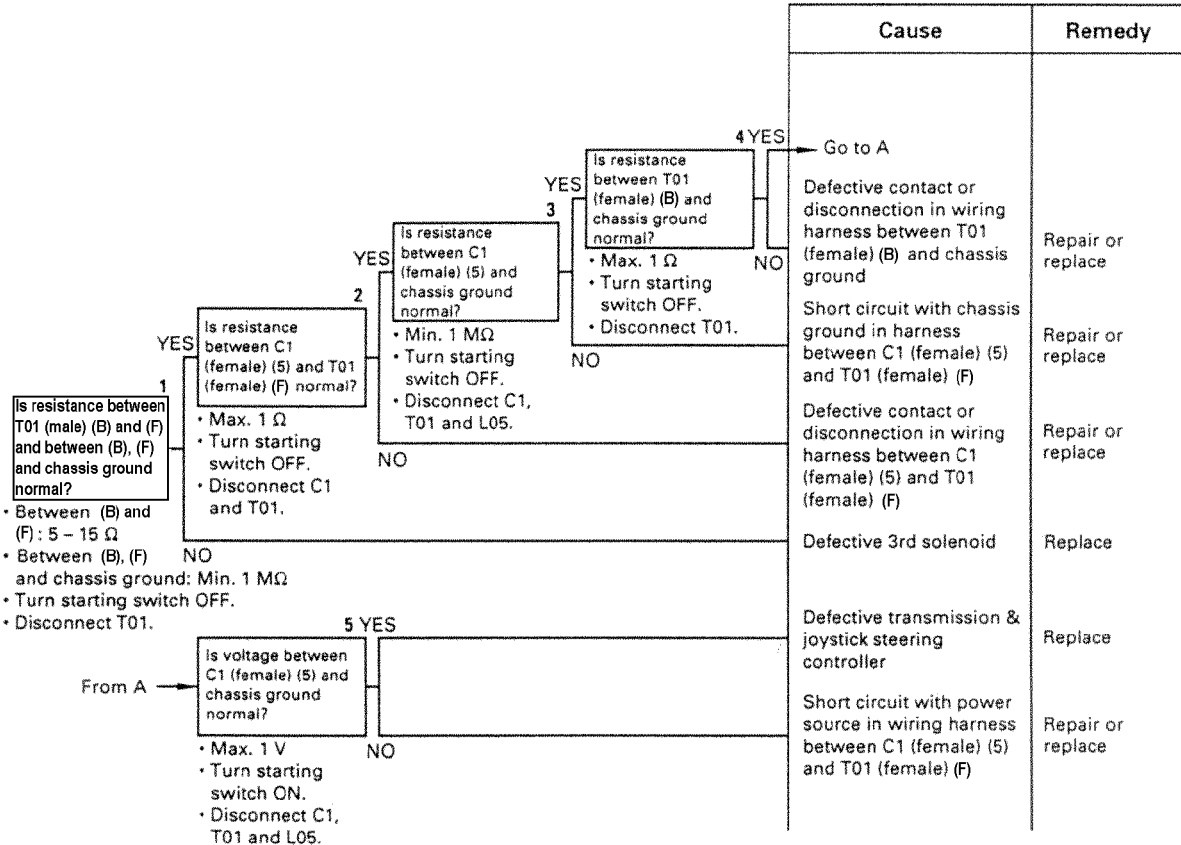 Cause
Remedy
4 YES
Go to A
Is resistance
between T01
(female) (B) and
chassis ground
normal?
YES
3
• Max. 1 Ω
• Turn starting
switch OFF.
• Disconnect T01.
NO
Defective contact or
disconnection in wiring
harness between T01
(female) (B) and chassis
ground
Repair or
replace
Is resistance
between C1
(female) (5) and
chassis ground
normal?
YES
2
• Min. 1 MΩ
• Turn starting
switch OFF.
• Disconnect C1,
T01 and L05.
NO
Short circuit with chassis
ground in harness
between C1 (female) (5)
and T01 (female) (F)
Repair or
replace
Is resistance
between C1
(female) (5) and T01
(female) (F) normal?
YES
1
• Max. 1 Ω
• Turn starting
switch OFF.
• Disconnect C1
and T01.
NO
Defective contact or
disconnection in wiring
harness between C1
(female) (5) and T01
(female) (F)
Repair or
replace
Is resistance between
T01 (male) (B) and (F)
and between (B), (F)
and chassis ground
normal?
• Between (B) and
(F) : 5 – 15 Ω
• Between (B), (F)
and chassis ground: Min. 1 MΩ
• Turn starting switch OFF.
• Disconnect T01.
NO
Defective 3rd solenoid
Replace
5 YES
From A
Is voltage between
C1 (female) (5) and
chassis ground
normal?
• Max. 1 V
• Turn starting
switch ON.
• Disconnect C1,
T01 and L05.
NO
Defective transmission &
joystick steering
controller
Replace
Short circuit with power
source in wiring harness
between C1 (female) (5)
and T01 (female) (F)
Repair or
replace